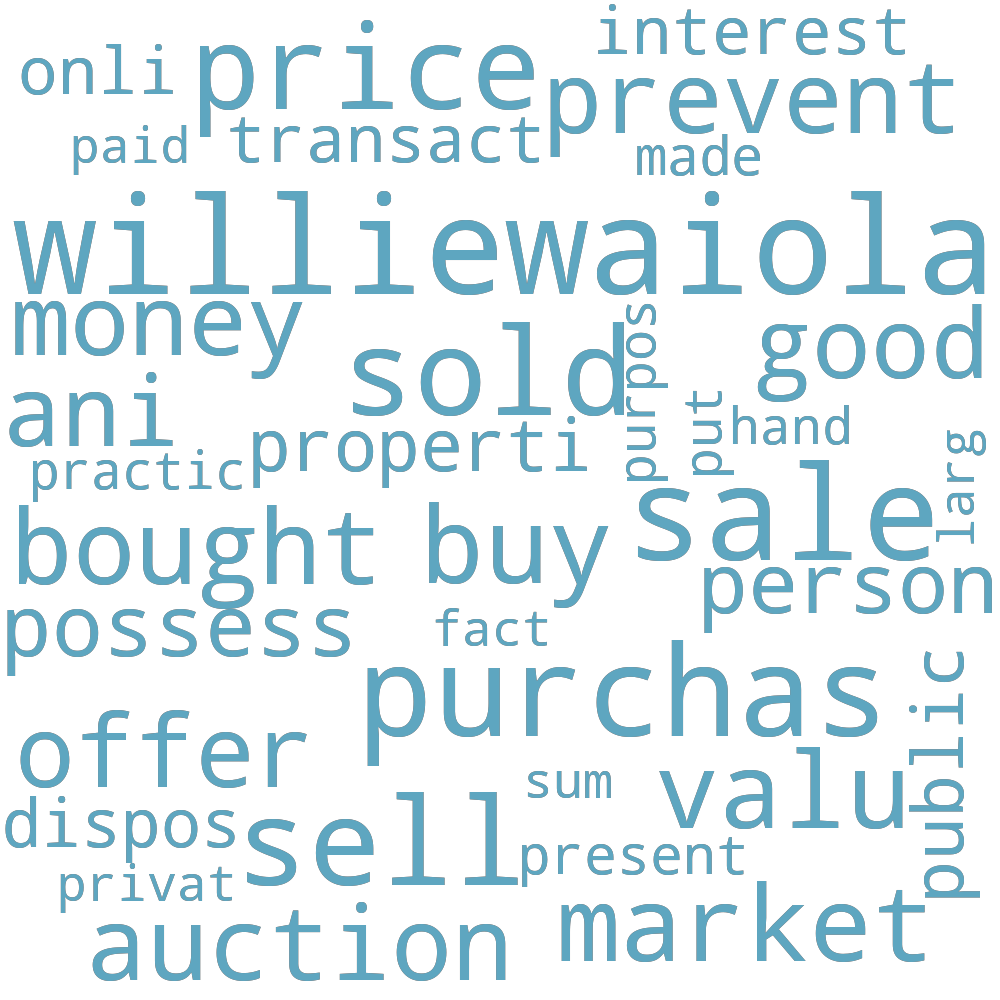 interest
onli price
prevent
paid transact
made
williewaiola
money
sold
purpos
good
ani
put
hand
properti
practic
larg
sale
bought buy
person
possess
fact
public
purchas
offer
sum
valu
dispos
sell
present
privat
market
auction